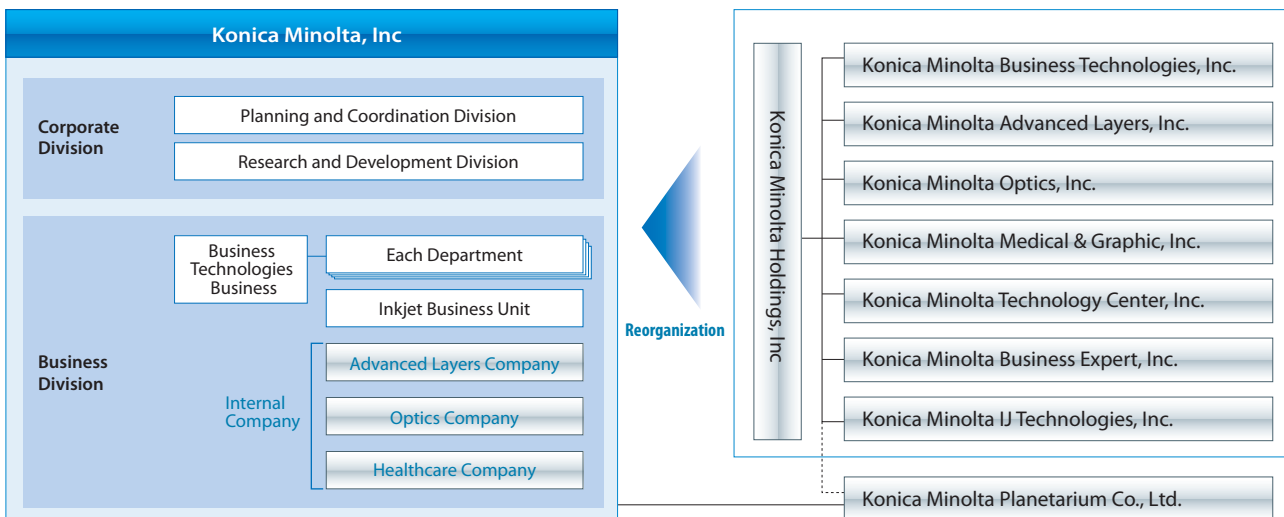 Konica Minolta, Inc
Corporate
Division
Planning and Coordination Division
Research and Development Division
Business
Division
Business
Technologies
Business
Each Department
Inkjet Business Unit
Internal
Company
Advanced Layers Company
Optics Company
Healthcare Company
Reorganization
Konica Minolta Holdings, Inc
Konica Minolta Business Technologies, Inc.
Konica Minolta Advanced Layers, Inc.
Konica Minolta Optics, Inc.
Konica Minolta Medical & Graphic, Inc.
Konica Minolta Technology Center, Inc.
Konica Minolta Business Expert, Inc.
Konica Minolta IJ Technologies, Inc.
Konica Minolta Planetarium Co., Ltd.